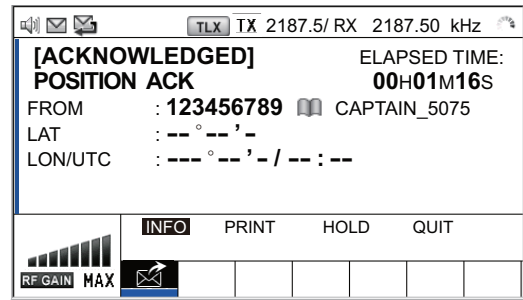 TLX TX 2187.5/ RX 2187.50 kHz
[ACKNOWLEDGED] ELAPSED TIME:
POSITION ACK 00H01M16S
FROM : 123456789 CAPTAIN_5075
LAT : -- ° -- ' -
LON/UTC : --- ° -- ' - / -- : --
INFO PRINT HOLD QUIT
RF GAIN MAX